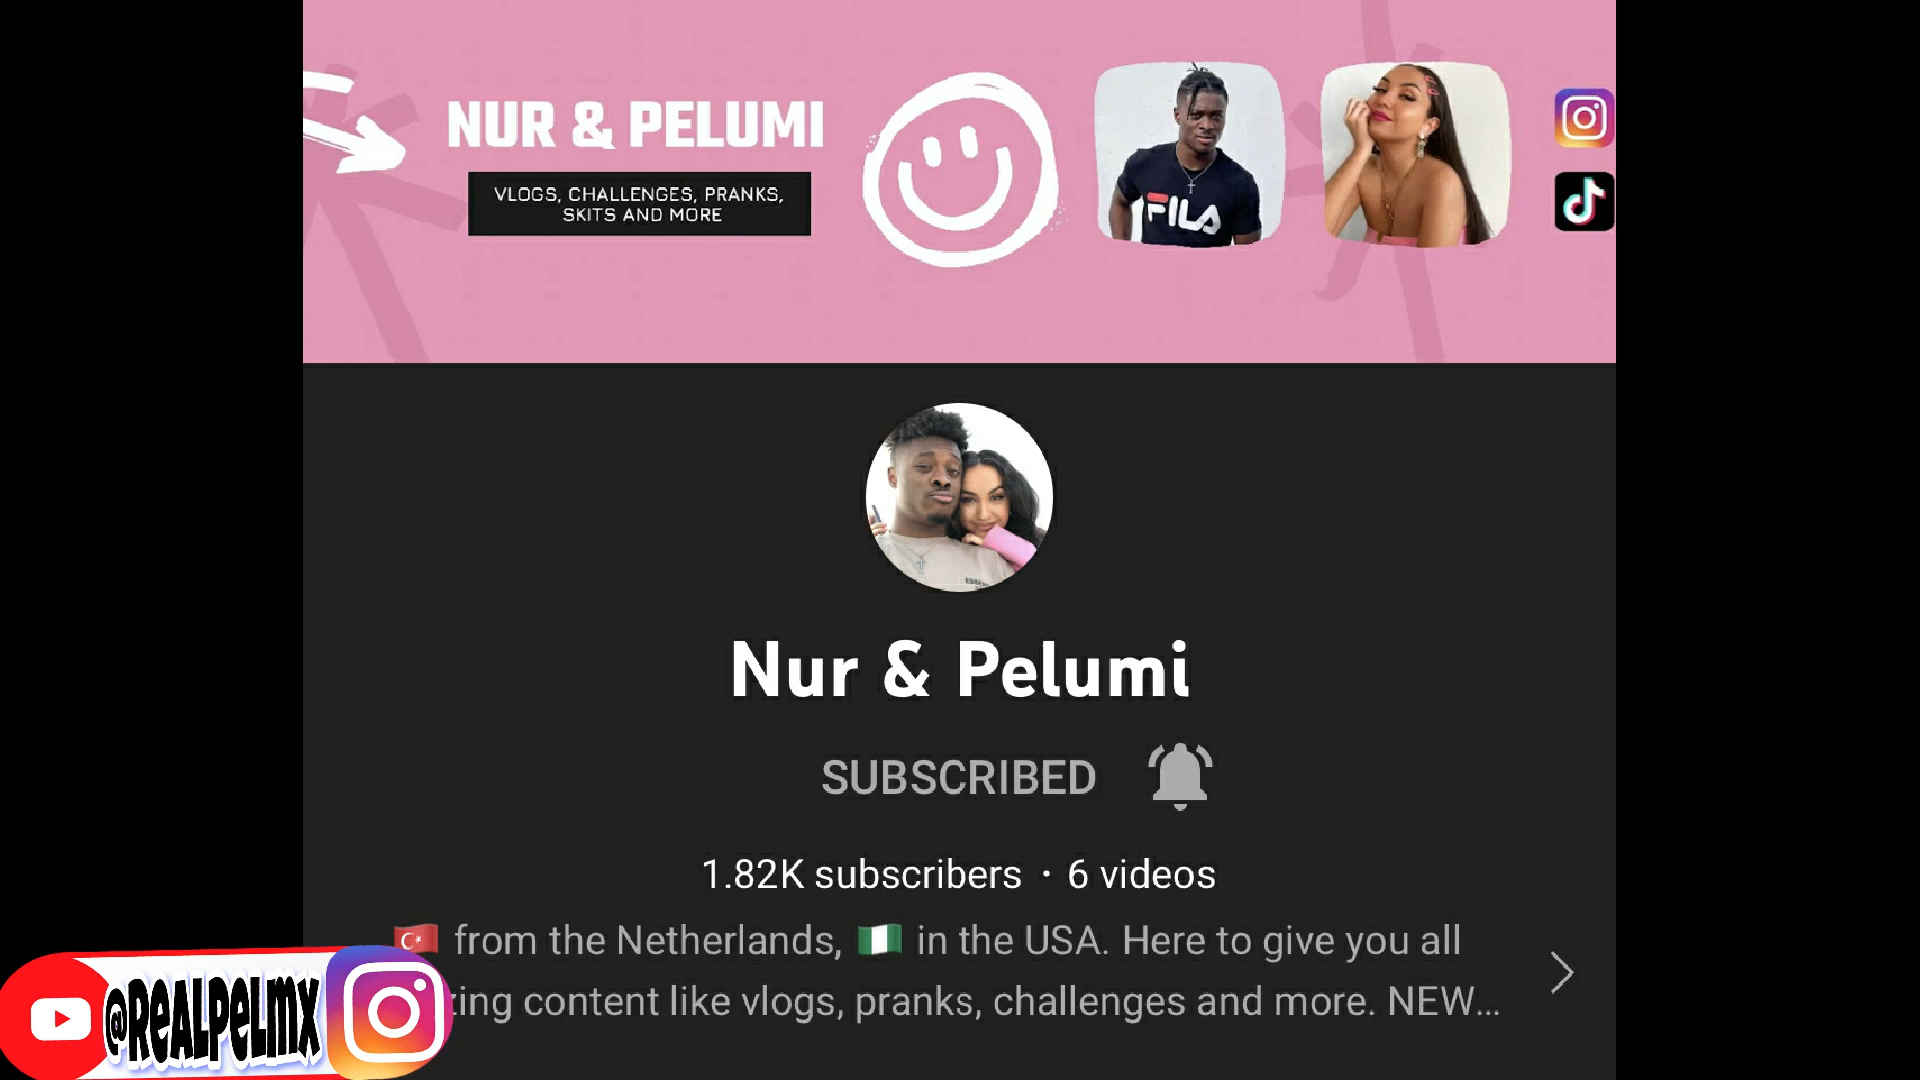 NUR & PELUMI
VLOGS, CHALLENGES, PRANKS,
SKITS AND MORE
FILA
Nur & Pelumi
SUBSCRIBED
1.82K subscribers · 6 videos
🇹🇷 from the Netherlands, 🇳🇬 in the USA. Here to give you all
zing content like vlogs, pranks, challenges and more. NEW...
@REALPELMX